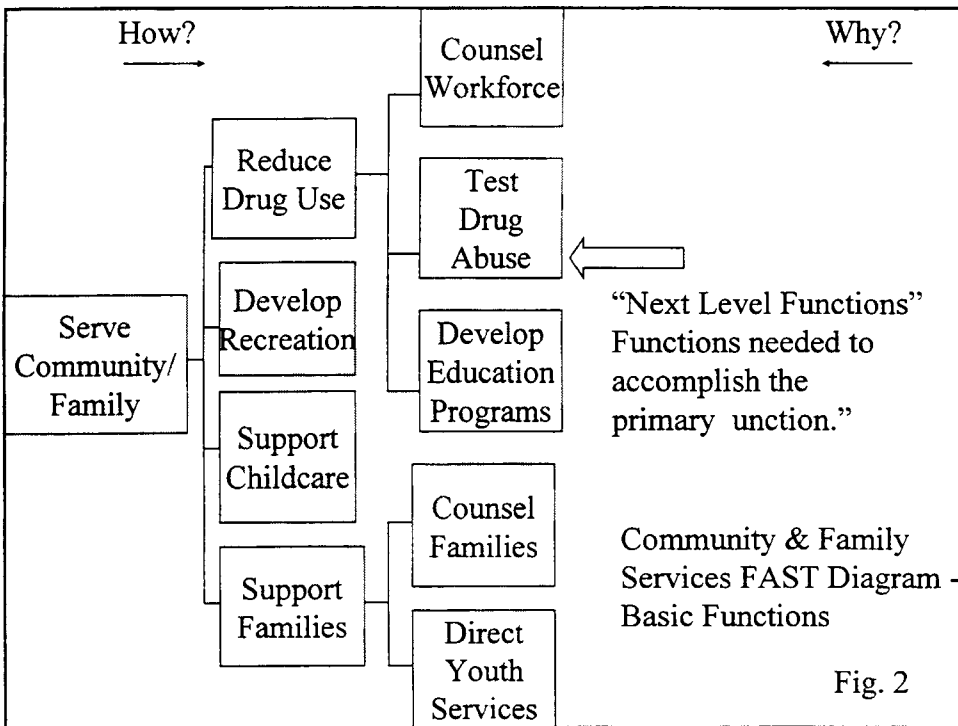 How?
Why?
Counsel
Workforce
Reduce
Drug Use
Test
Drug
Abuse
Develop
Recreation
Serve
Community/
Family
Develop
Education
Programs
“Next Level Functions”
Functions needed to
accomplish the
primary unction.”
Support
Childcare
Counsel
Families
Support
Families
Direct
Youth
Services
Community & Family
Services FAST Diagram -
Basic Functions
Fig. 2